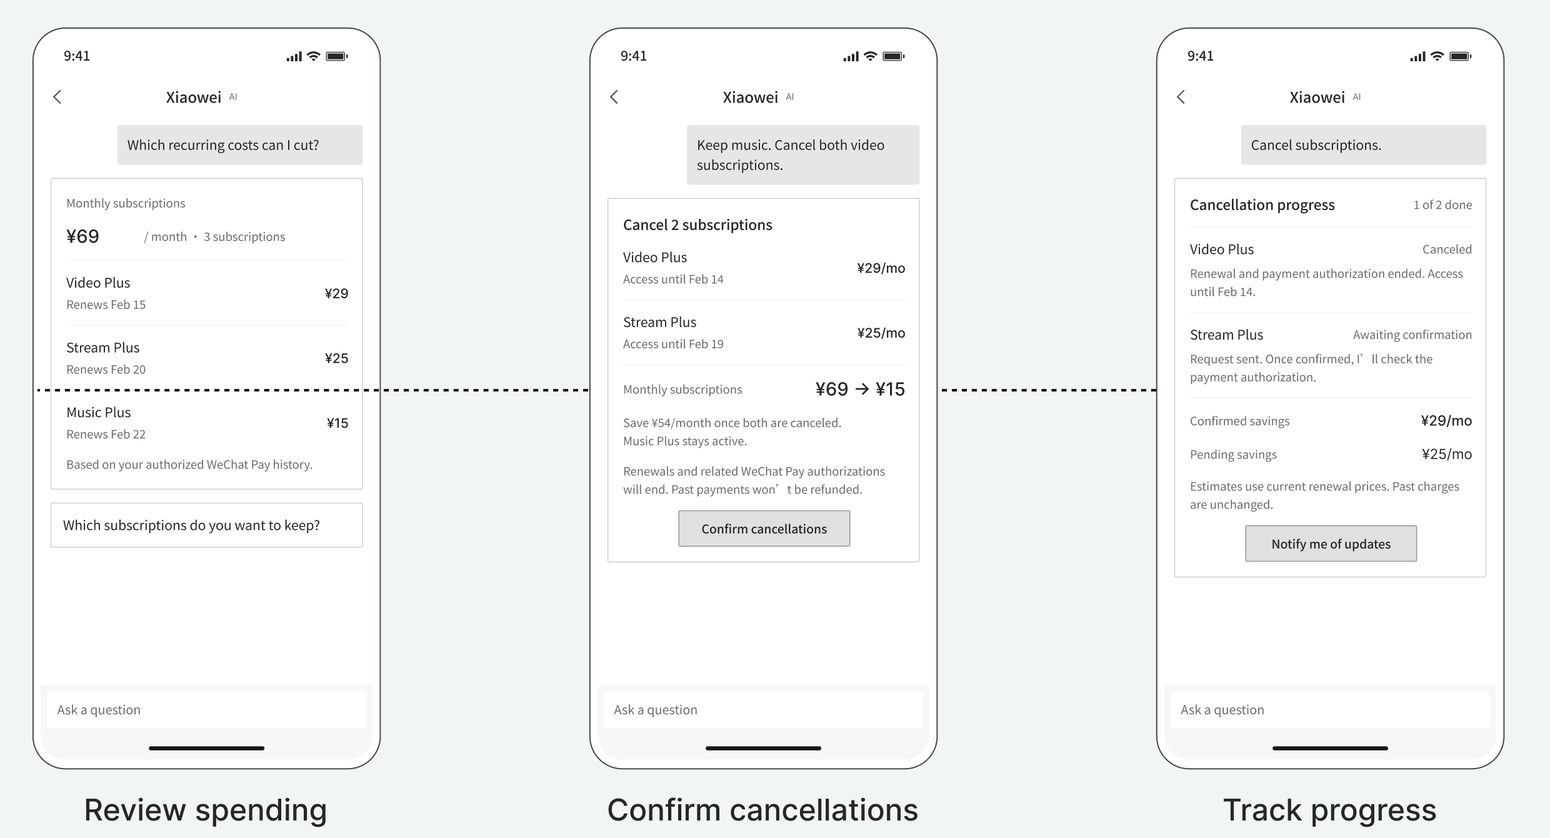 9:41
Xiaowei AI
Which recurring costs can I cut?
Monthly subscriptions
¥69 / month • 3 subscriptions
Video Plus
Renews Feb 15
¥29
Stream Plus
Renews Feb 20
¥25
Music Plus
Renews Feb 22
¥15
Based on your authorized WeChat Pay history.
Which subscriptions do you want to keep?
Ask a question
Review spending
9:41
Xiaowei AI
Keep music. Cancel both video
subscriptions.
Cancel 2 subscriptions
Video Plus
Access until Feb 14
¥29/mo
Stream Plus
Access until Feb 19
¥25/mo
Monthly subscriptions ¥69 → ¥15
Save ¥54/month once both are canceled.
Music Plus stays active.
Renewals and related WeChat Pay authorizations
will end. Past payments won’t be refunded.
Confirm cancellations
Ask a question
Confirm cancellations
9:41
Xiaowei AI
Cancel subscriptions.
Cancellation progress 1 of 2 done
Video Plus Canceled
Renewal and payment authorization ended. Access
until Feb 14.
Stream Plus Awaiting confirmation
Request sent. Once confirmed, I’ll check the
payment authorization.
Confirmed savings ¥29/mo
Pending savings ¥25/mo
Estimates use current renewal prices. Past charges
are unchanged.
Notify me of updates
Ask a question
Track progress